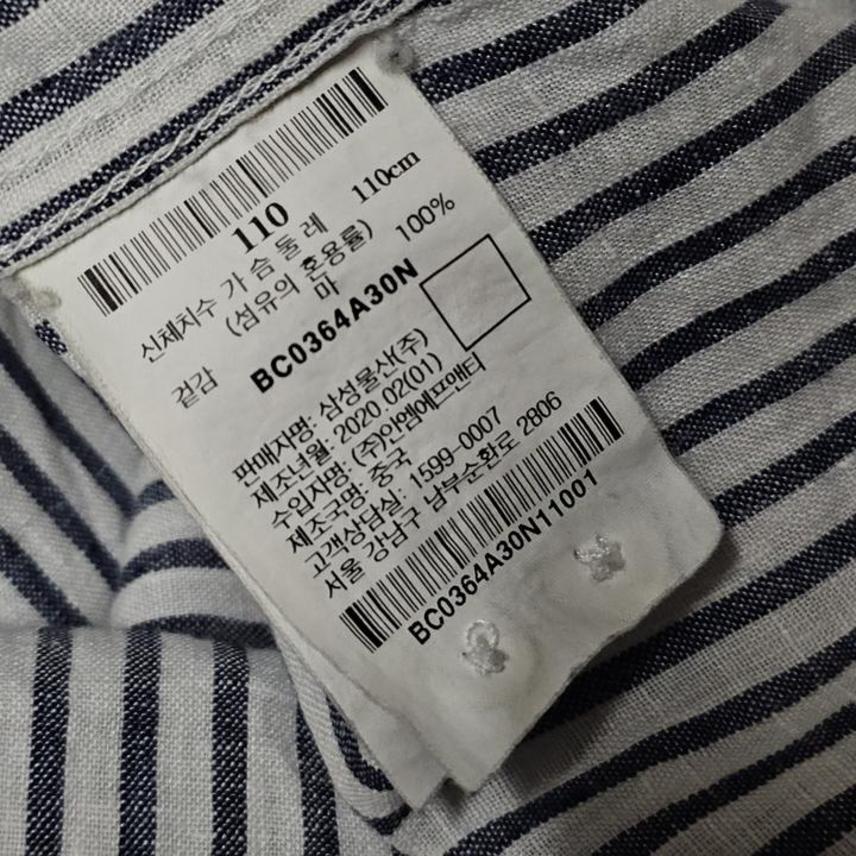 110
신체치수 가슴둘레 110cm
(섬유의 혼용률)
겉감 마 100%
BC0364A30N
판매자명: 삼성물산(주)
제조년월: 2020.02(01)
수입자명: (주)안엠에프앤티
제조국명: 중국
고객상담실: 1599-0007
서울 강남구 남부순환로 2806
BC0364A30N11001